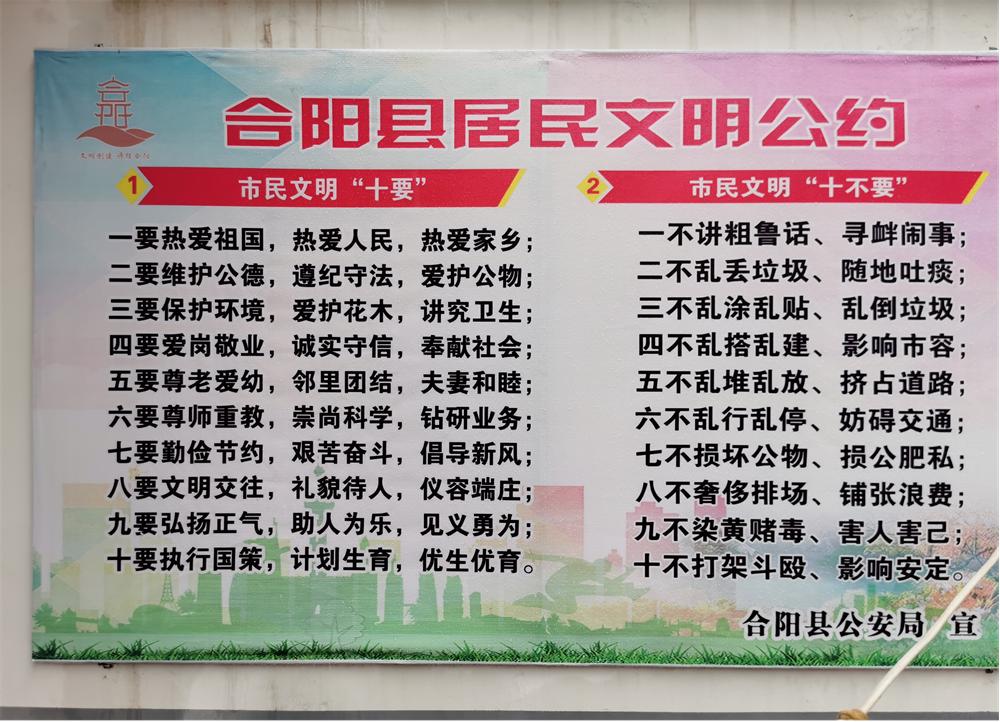 合阳县居民文明公约
1 市民文明“十要”
一要热爱祖国，热爱人民，热爱家乡；
二要维护公德，遵纪守法，爱护公物；
三要保护环境，爱护花木，讲究卫生；
四要爱岗敬业，诚实守信，奉献社会；
五要尊老爱幼，邻里团结，夫妻和睦；
六要尊师重教，崇尚科学，钻研业务；
七要勤俭节约，艰苦奋斗，倡导新风；
八要文明交往，礼貌待人，仪容端庄；
九要弘扬正气，助人为乐，见义勇为；
十要执行国策，计划生育，优生优育。
2 市民文明“十不要”
一不讲粗鲁话、寻衅闹事；
二不乱丢垃圾、随地吐痰；
三不乱涂乱贴、乱倒垃圾；
四不乱搭乱建、影响市容；
五不乱堆乱放、挤占道路；
六不乱行乱停、妨碍交通；
七不损坏公物、损公肥私；
八不奢侈排场、铺张浪费；
九不染黄赌毒、害人害己；
十不打架斗殴、影响安定。
合阳县公安局 宣